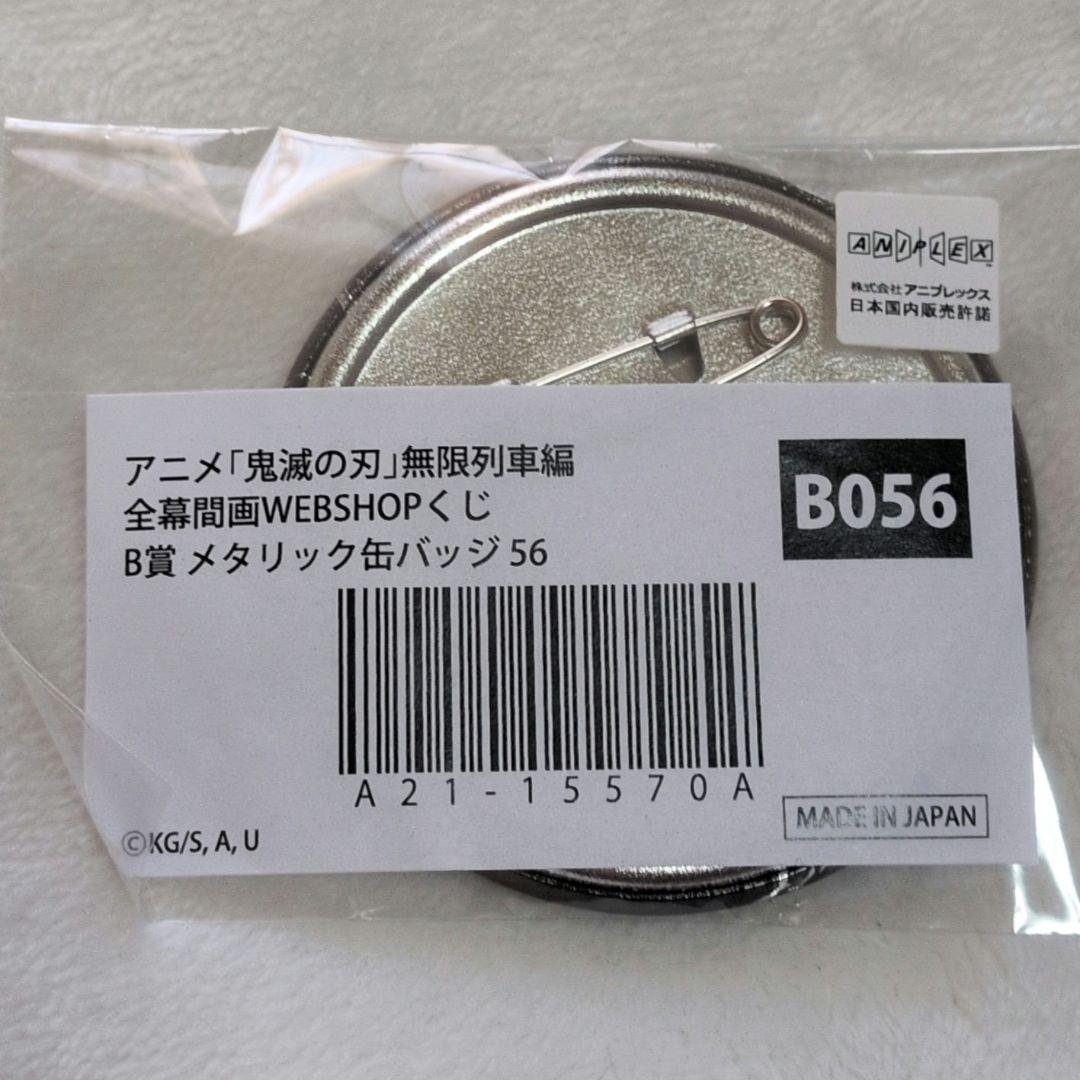 ANIPLEX
株式会社アニプレックス
日本国内販売許諾
アニメ「鬼滅の刃」無限列車編
全幕間画WEBSHOPくじ
B賞 メタリック缶バッジ 56
B056
A21-15570A
MADE IN JAPAN
©KG/S, A, U